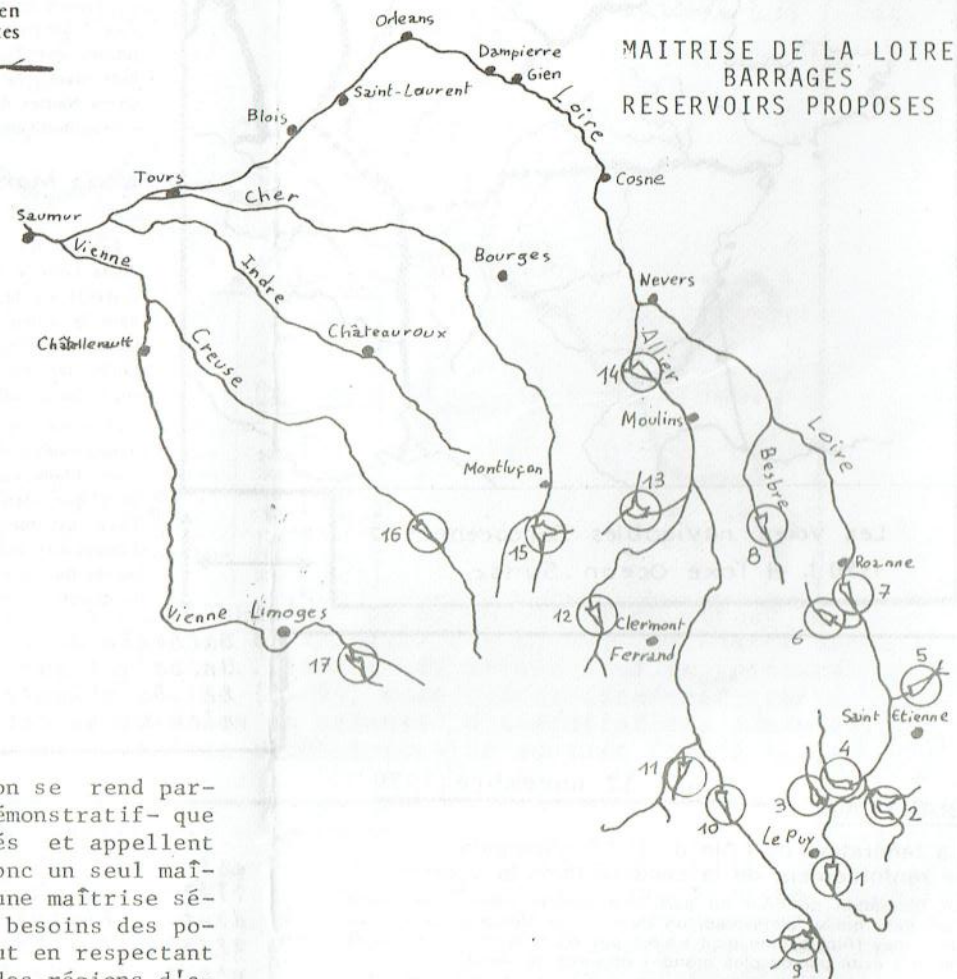 en
tes
MAITRISE DE LA LOIRE
BARRAGES
RESERVOIRS PROPOSES
Orleans
Dampierre
Gien
Loire
Saint-Laurent
Blois
Cosne
Tours
Cher
Saumur
Vienne
Indre
Bourges
Nevers
Châtellerault
Creuse
Châteauroux
Allier
14
Moulins
Loire
Besbre
Montluçon
13
16
15
8
Roanne
7
6
12
Clermont
Ferrand
Vienne
Limoges
17
5
Saint Etienne
4
11
3
2
10
Le Puy
1
on se rend par-
émonstratif- que
és et appellent
onc un seul maî-
une maîtrise sé-
besoins des po-
ut en respectant
des régions d'e-